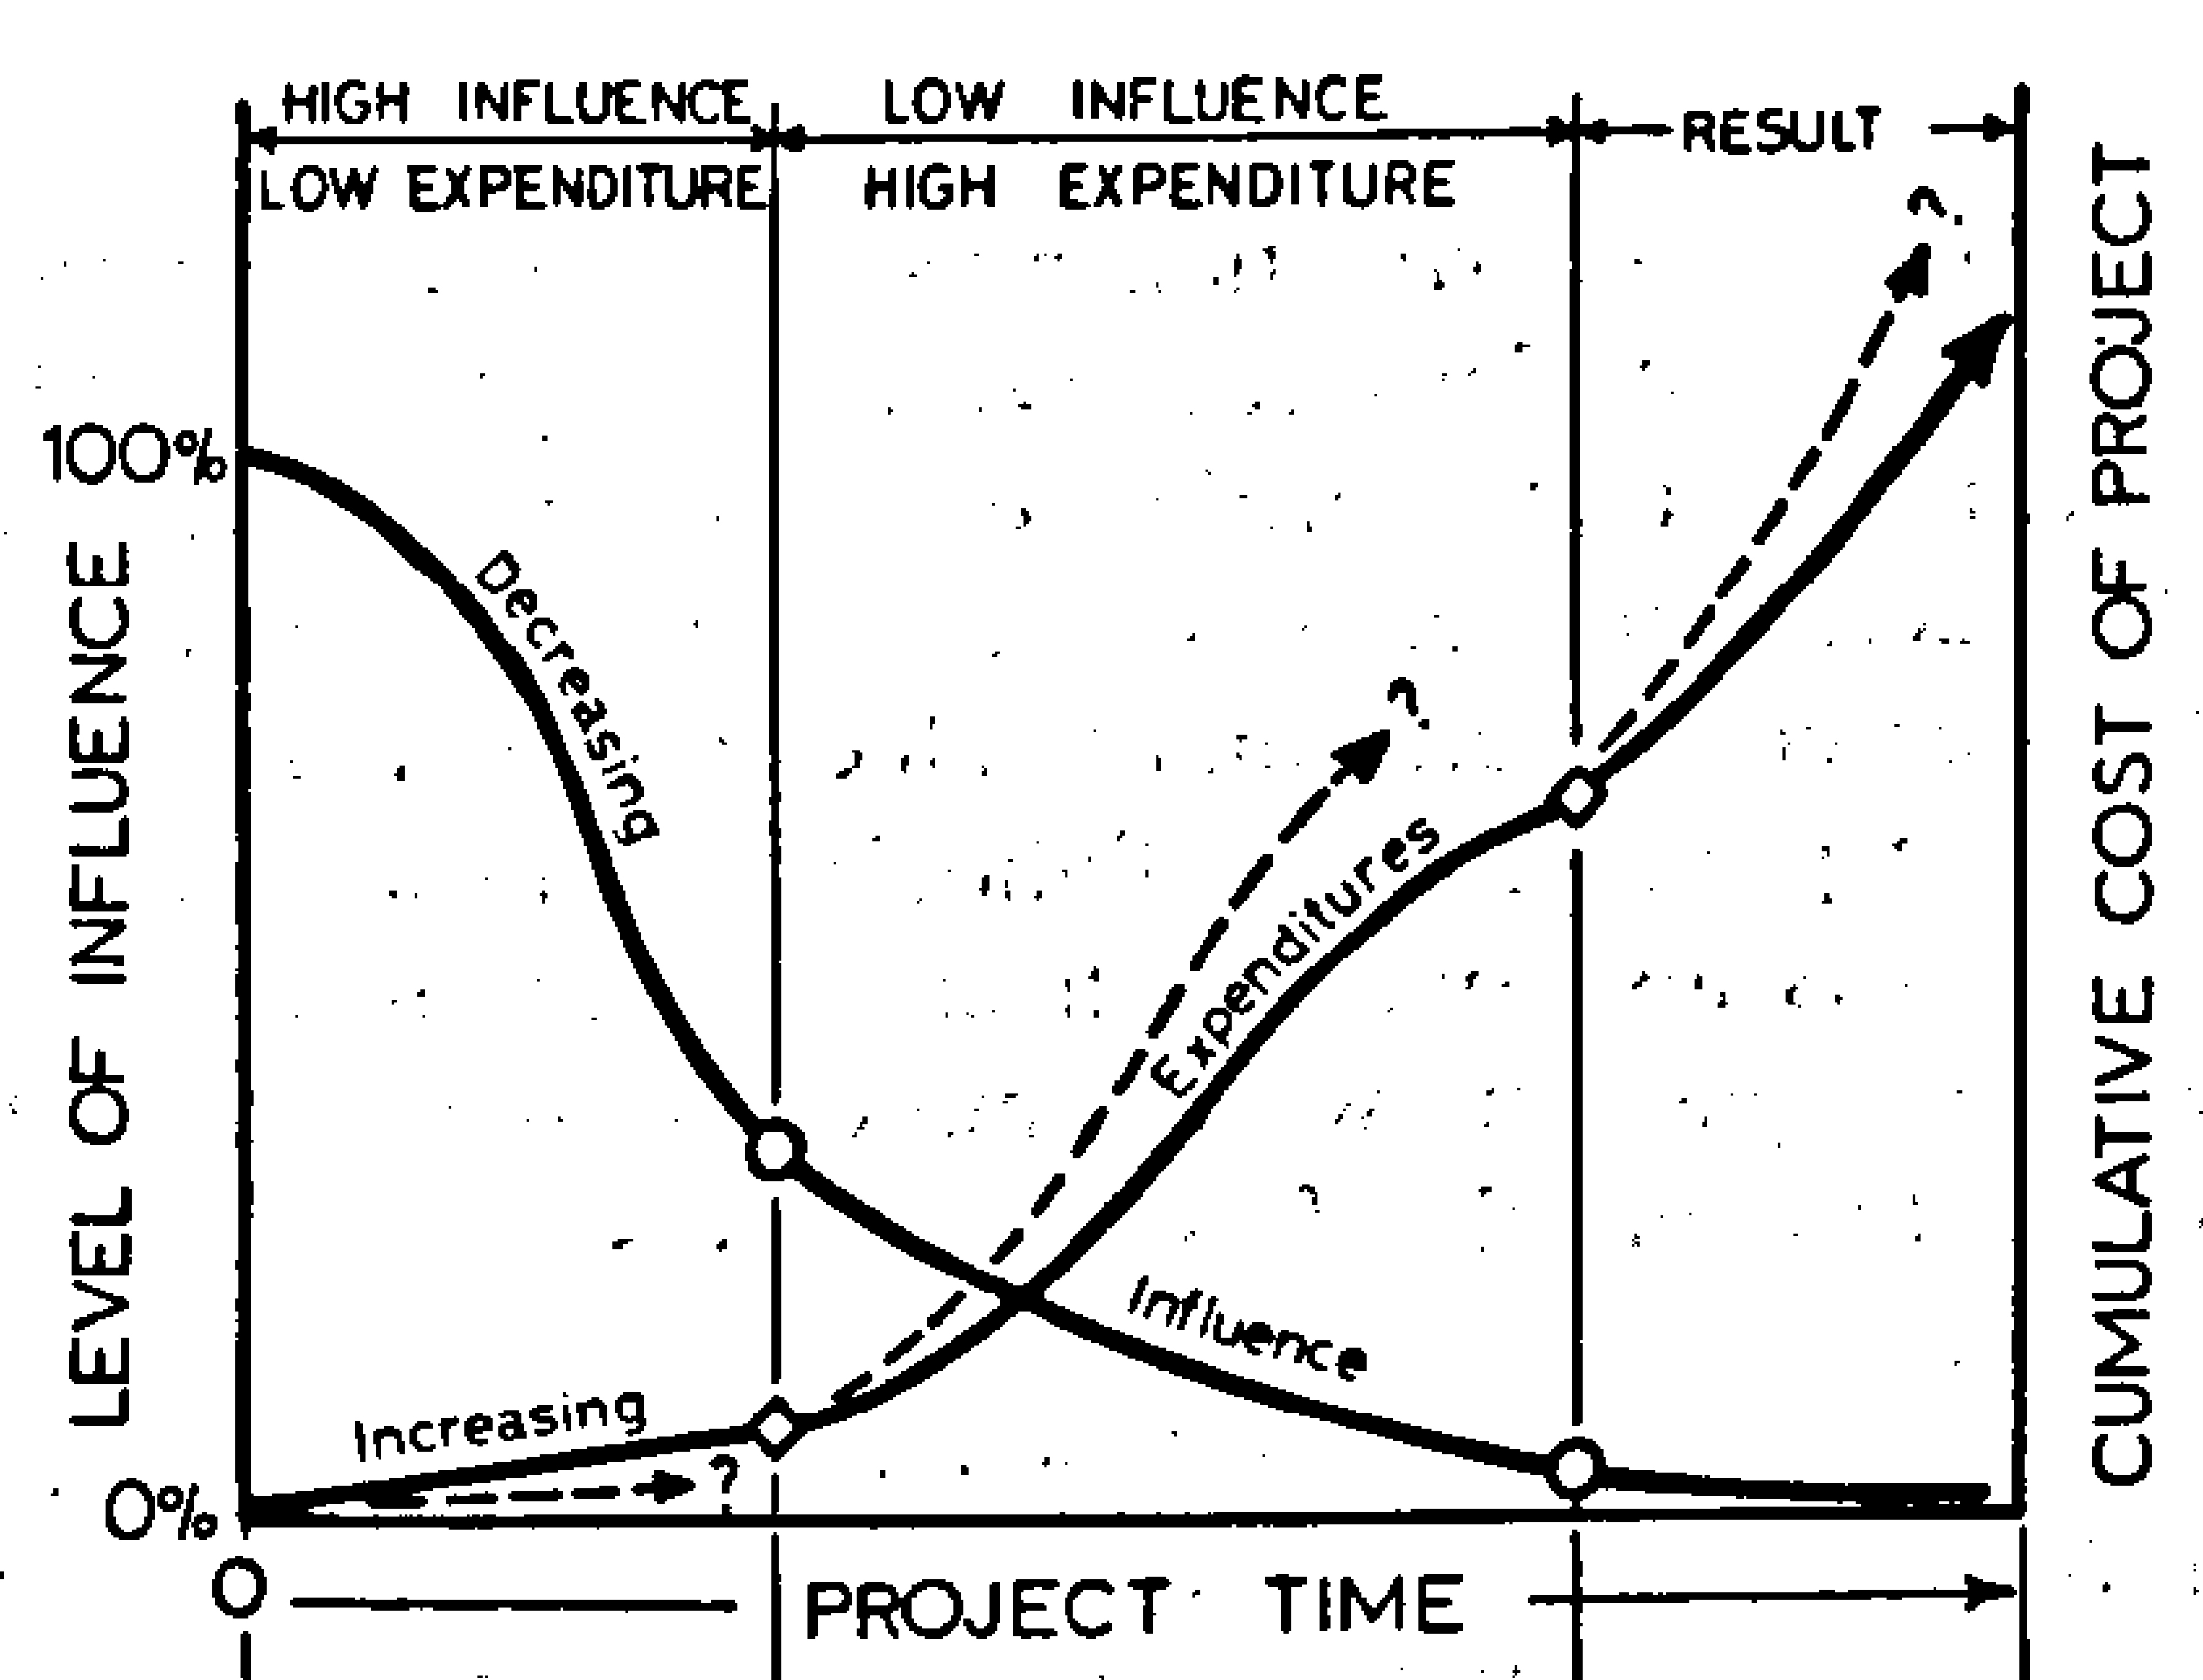 HIGH INFLUENCE
LOW EXPENDITURE
LOW INFLUENCE
HIGH EXPENDITURE
RESULT
LEVEL OF INFLUENCE
100%
0%
Decreasing
Increasing
?
?
?
Expenditures
Influence
CUMULATIVE COST OF PROJECT
O
PROJECT TIME